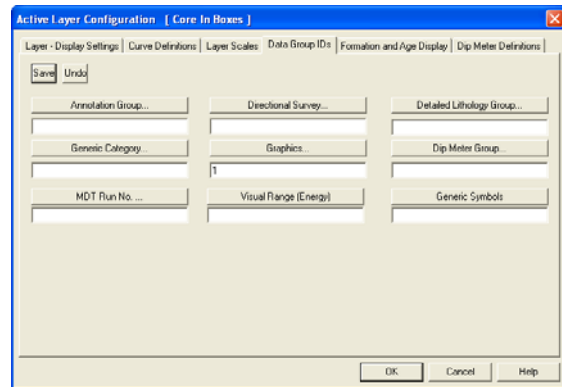 Active Layer Configuration [ Core In Boxes ]
Layer - Display Settings Curve Definitions Layer Scales Data Group IDs Formation and Age Display Dip Meter Definitions
Save Undo
Annotation Group... Directional Survey... Detailed Lithology Group...
Generic Category... Graphics... Dip Meter Group...
1
MDT Run No. ... Visual Range (Energy) Generic Symbols
OK Cancel Help